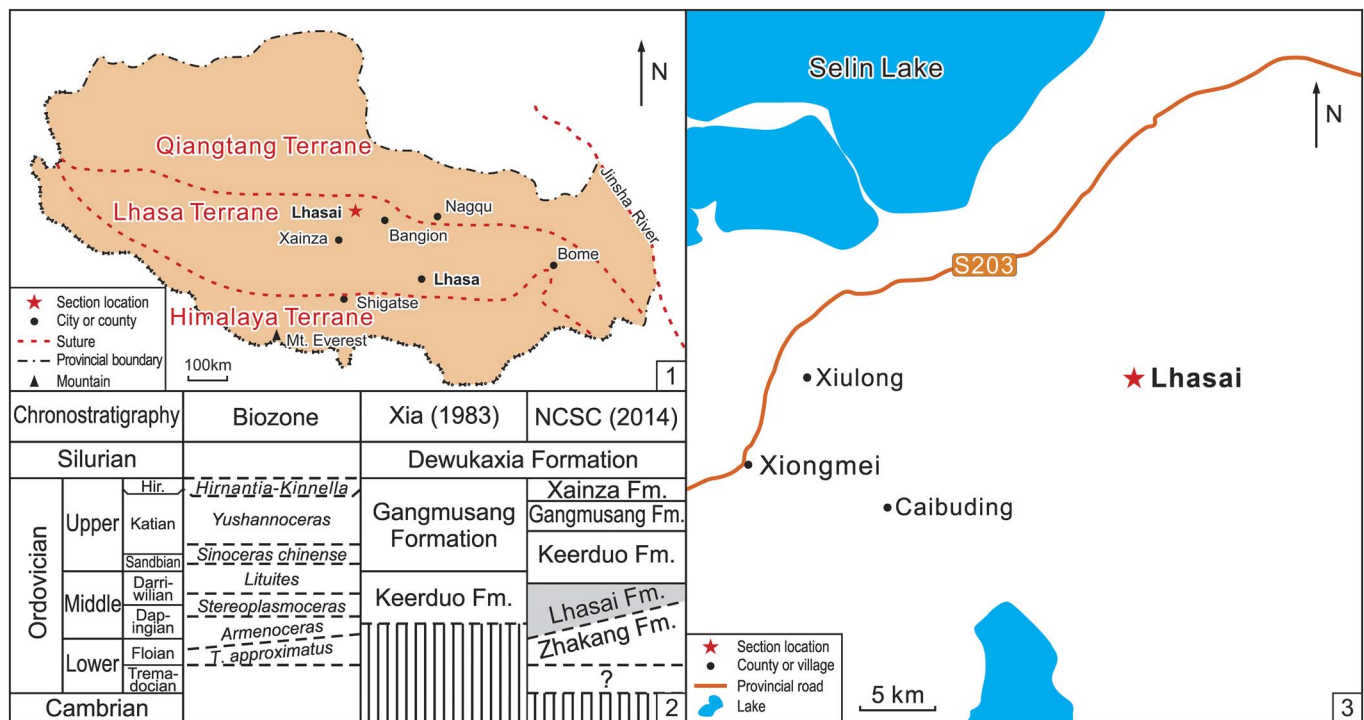 N
Qiangtang Terrane
Jinsha River
Lhasa Terrane
Lhasai
Nagqu
Bangion
Xainza
Bome
Lhasa
Shigatse
Himalaya Terrane
Mt. Everest
Section location
City or county
Suture
Provincial boundary
Mountain
100km
1
Chronostratigraphy
Biozone
Xia (1983)
NCSC (2014)
Silurian
Dewukaxia Formation
Ordovician
Upper
Hir.
Katian
Sandbian
Middle
Darri-
wilian
Dap-
ingian
Lower
Floian
Trema-
docian
Cambrian
Hirnantia-Kinnella
Yushannoceras
Sinoceras chinense
Lituites
Stereoplasmoceras
Armenoceras
T. approximatus
Gangmusang
Formation
Keerduo Fm.
Xainza Fm.
Gangmusang Fm.
Keerduo Fm.
Lhasai Fm.
Zhakang Fm.
?
2
Selin Lake
N
S203
Xiulong
Lhasai
Xiongmei
Caibuding
Section location
County or village
Provincial road
Lake
5 km
3